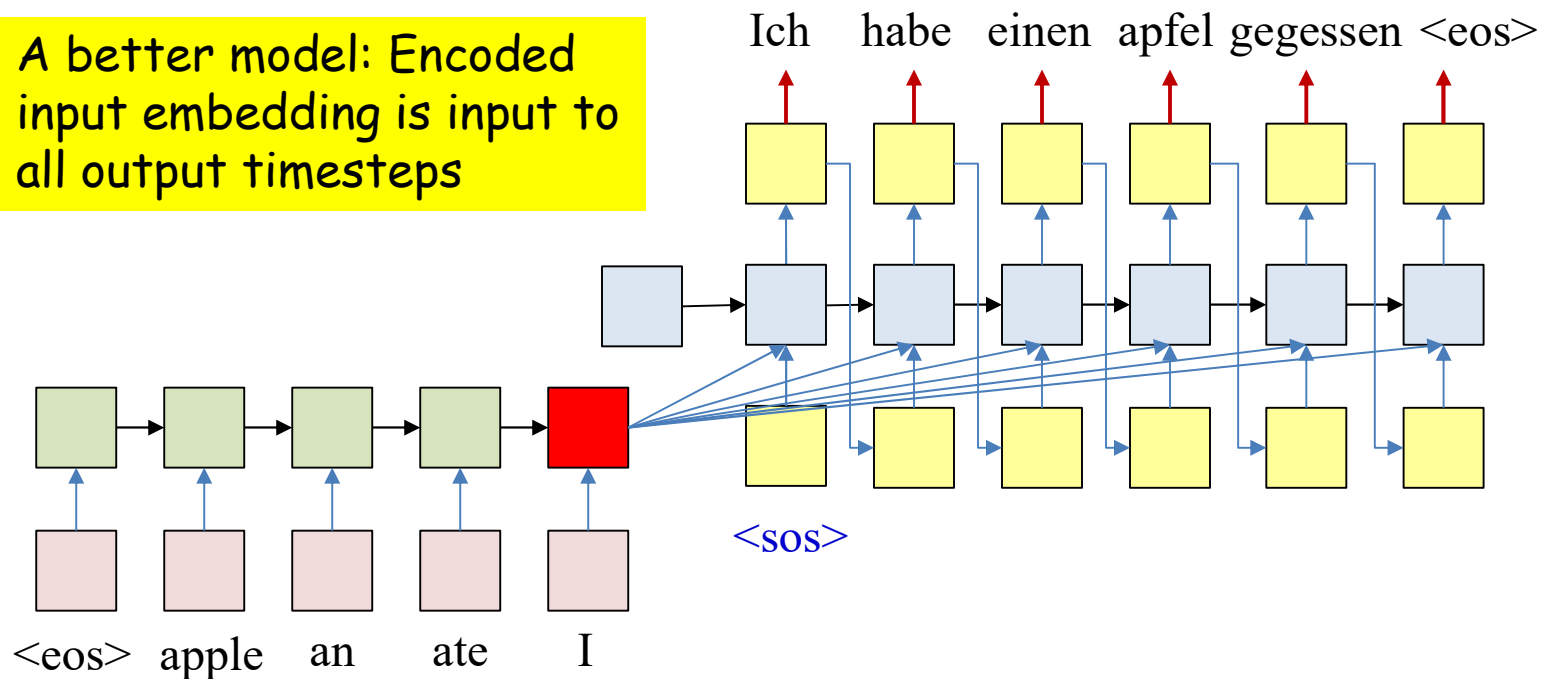 A better model: Encoded
input embedding is input to
all output timesteps
Ich habe einen apfel gegessen <eos>
<sos>
<eos> apple an ate I